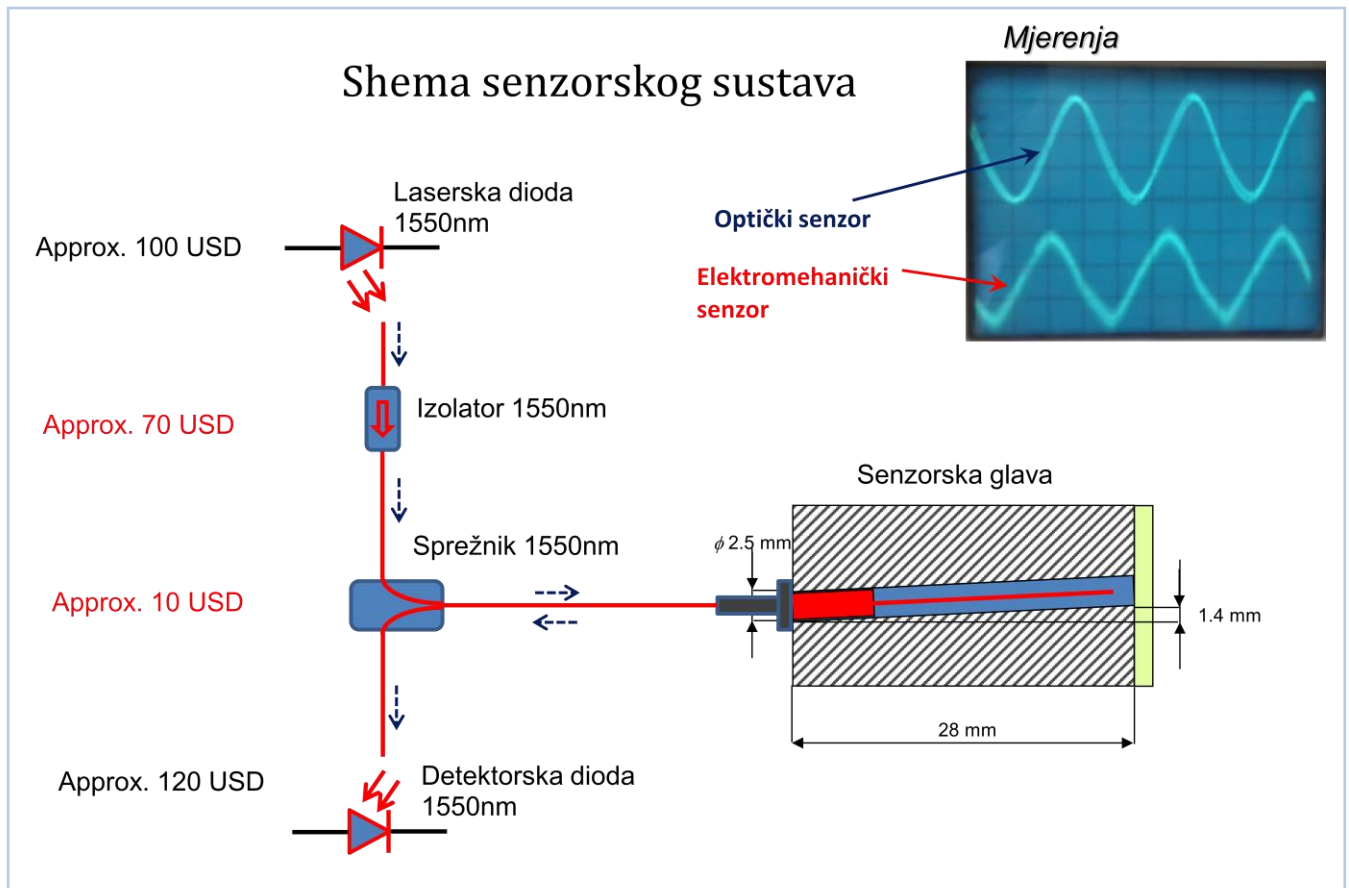 Mjerenja
Shema senzorskog sustava
Laserska dioda
1550nm
Approx. 100 USD
Optički senzor
Elektromehanički
senzor
Izolator 1550nm
Approx. 70 USD
Senzorska glava
Sprežnik 1550nm
ϕ 2.5 mm
Approx. 10 USD
1.4 mm
28 mm
Approx. 120 USD
Detektorska dioda
1550nm